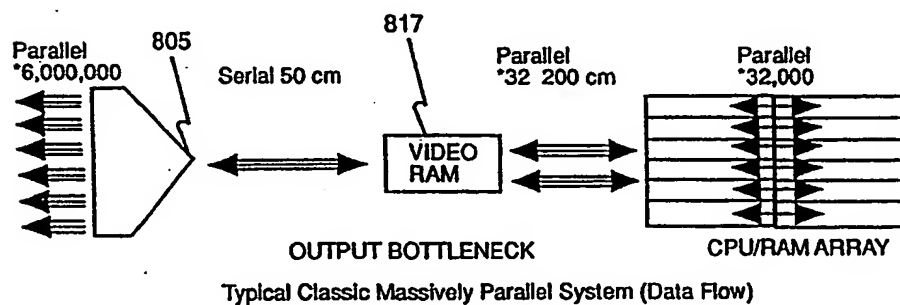 805
817
Parallel
*6,000,000
Serial 50 cm
Parallel
*32 200 cm
Parallel
*32,000
VIDEO
RAM
OUTPUT BOTTLENECK
CPU/RAM ARRAY
Typical Classic Massively Parallel System (Data Flow)